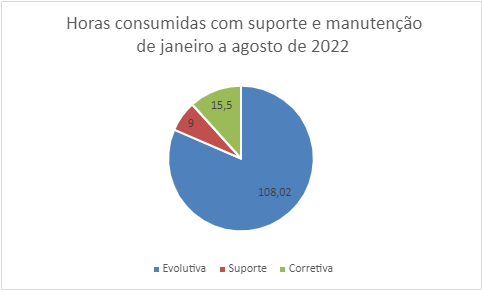 Horas consumidas com suporte e manutenção
de janeiro a agosto de 2022
15,5
9
108,02
Evolutiva Suporte Corretiva